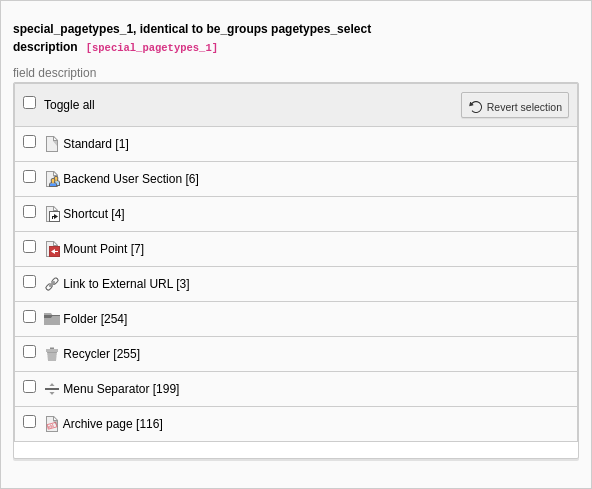 special_pagetypes_1, identical to be_groups pagetypes_select
description [special_pagetypes_1]
field description
Toggle all
Revert selection
Standard [1]
Backend User Section [6]
Shortcut [4]
Mount Point [7]
Link to External URL [3]
Folder [254]
Recycler [255]
Menu Separator [199]
Archive page [116]